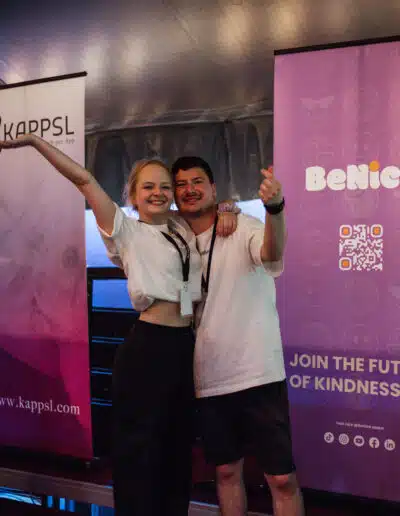 KAPPSL
www.kappsl.com
BeNic
JOIN THE FUT
OF KINDNESS